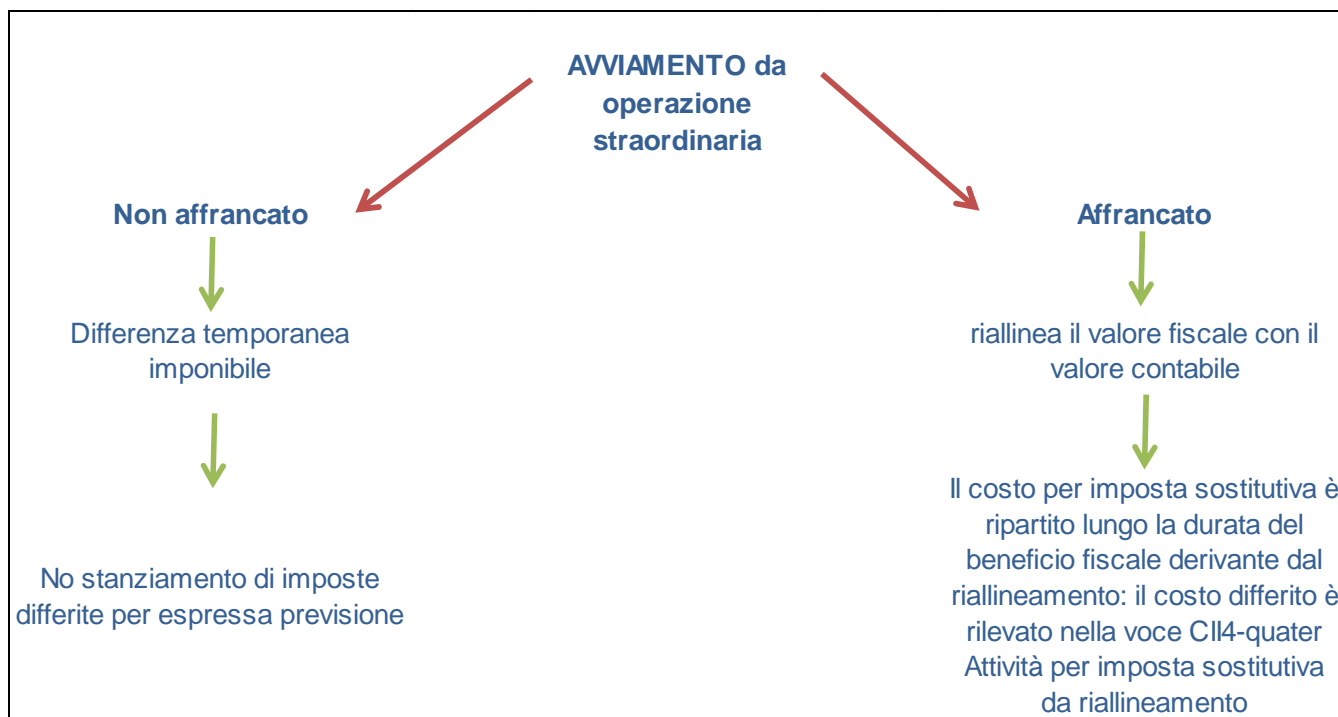 AVVIAMENTO da
operazione
straordinaria
Non affrancato
Differenza temporanea
imponibile
No stanziamento di imposte
differite per espressa previsione
Affrancato
riallinea il valore fiscale con il
valore contabile
Il costo per imposta sostitutiva è
ripartito lungo la durata del
beneficio fiscale derivante dal
riallineamento: il costo differito è
rilevato nella voce CII4-quater
Attività per imposta sostitutiva
da riallineamento